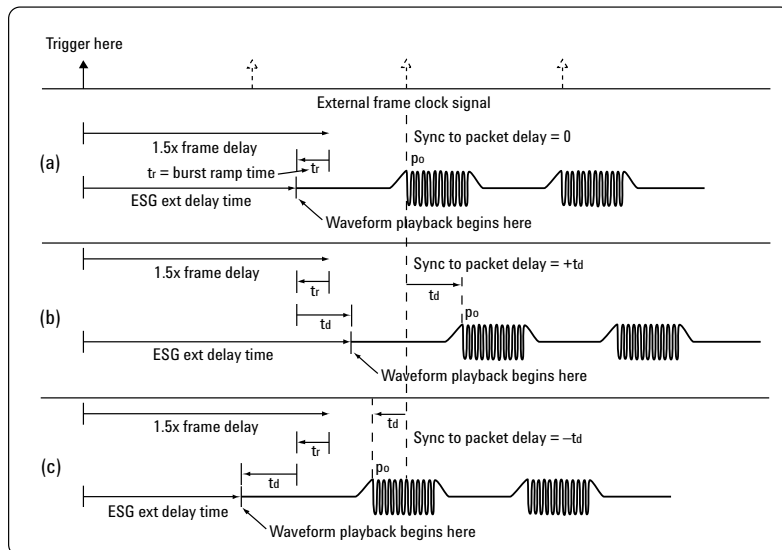 Trigger here
External frame clock signal
1.5x frame delay
Sync to packet delay = 0
(a)
tr = burst ramp time
tr
po
ESG ext delay time
Waveform playback begins here
1.5x frame delay
Sync to packet delay = +td
tr
td
(b)
td
po
ESG ext delay time
Waveform playback begins here
1.5x frame delay
td
Sync to packet delay = –td
tr
(c)
td
po
ESG ext delay time
Waveform playback begins here